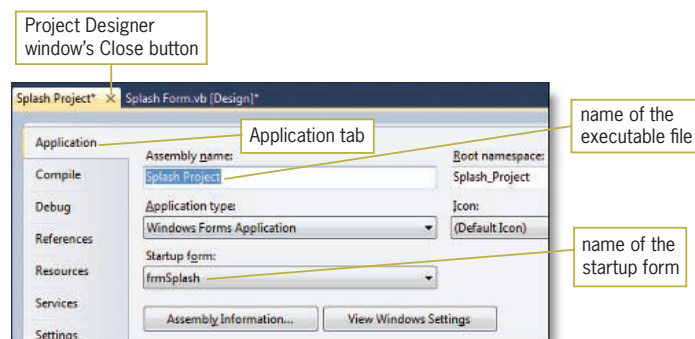 Project Designer
window's Close button
Splash Project* × Splash Form.vb [Design]*
Application
Application tab
name of the
executable file
Assembly name:
Root namespace:
Splash Project
Splash_Project
Compile
Debug
Application type:
Icon:
Windows Forms Application
(Default Icon)
References
Startup form:
name of the
startup form
frmSplash
Resources
Services
Assembly Information...
View Windows Settings
Settings